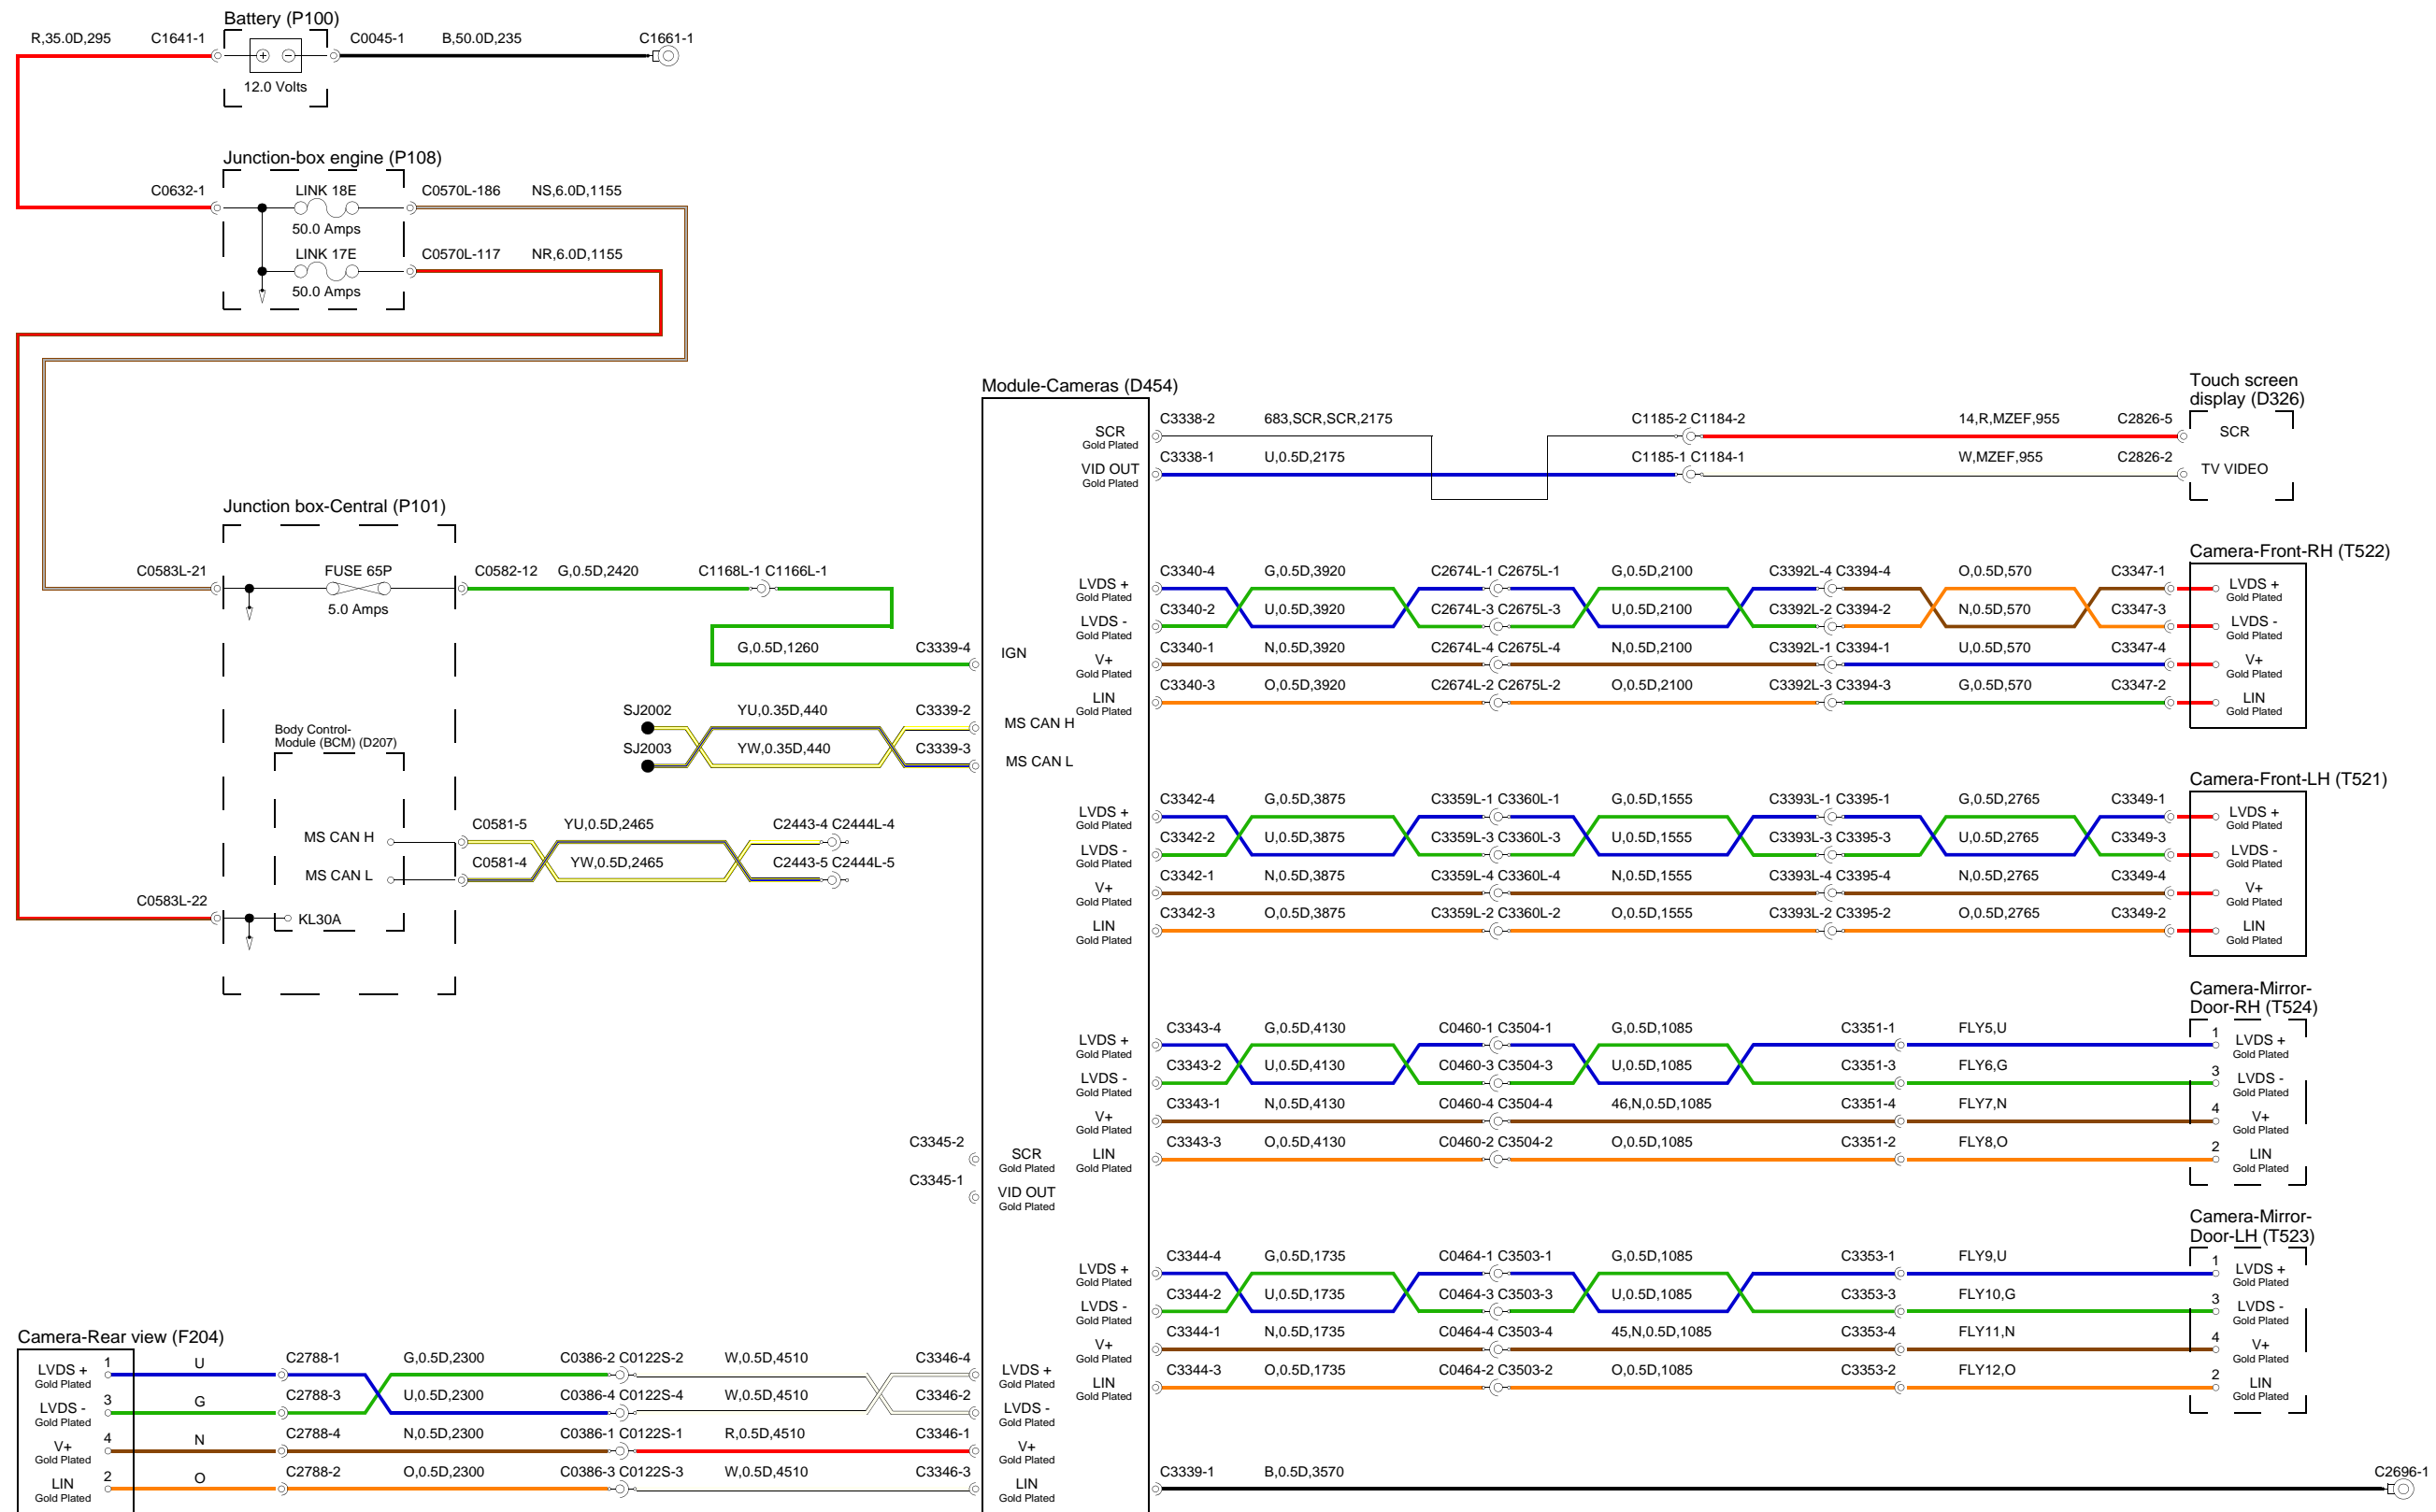 Battery (P100)
R,35.0D,295 C1641-1 C0045-1 B,50.0D,235 C1661-1
12.0 Volts
Junction-box engine (P108)
C0632-1 LINK 18E C0570L-186 NS,6.0D,1155
50.0 Amps
LINK 17E C0570L-117 NR,6.0D,1155
50.0 Amps
Junction box-Central (P101)
C0583L-21 FUSE 65P C0582-12 G,0.5D,2420 C1168L-1 C1166L-1
5.0 Amps
G,0.5D,1260 C3339-4 IGN
SJ2002 YU,0.35D,440 C3339-2 MS CAN H
SJ2003 YW,0.35D,440 C3339-3 MS CAN L
Body Control-
Module (BCM) (D207)
MS CAN H C0581-5 YU,0.5D,2465 C2443-4 C2444L-4
MS CAN L C0581-4 YW,0.5D,2465 C2443-5 C2444L-5
C0583L-22 KL30A
Module-Cameras (D454)
Touch screen
display (D326)
SCR C3338-2 683,SCR,SCR,2175 C1185-2 C1184-2 14,R,MZEF,955 C2826-5 SCR
Gold Plated
VID OUT C3338-1 U,0.5D,2175 C1185-1 C1184-1 W,MZEF,955 C2826-2 TV VIDEO
Gold Plated
Camera-Front-RH (T522)
LVDS + C3340-4 G,0.5D,3920 C2674L-1 C2675L-1 G,0.5D,2100 C3392L-4 C3394-4 O,0.5D,570 C3347-1 LVDS +
Gold Plated Gold Plated
LVDS - C3340-2 U,0.5D,3920 C2674L-3 C2675L-3 U,0.5D,2100 C3392L-2 C3394-2 N,0.5D,570 C3347-3 LVDS -
Gold Plated Gold Plated
V+ C3340-1 N,0.5D,3920 C2674L-4 C2675L-4 N,0.5D,2100 C3392L-1 C3394-1 U,0.5D,570 C3347-4 V+
Gold Plated Gold Plated
LIN C3340-3 O,0.5D,3920 C2674L-2 C2675L-2 O,0.5D,2100 C3392L-3 C3394-3 G,0.5D,570 C3347-2 LIN
Gold Plated Gold Plated
Camera-Front-LH (T521)
LVDS + C3342-4 G,0.5D,3875 C3359L-1 C3360L-1 G,0.5D,1555 C3393L-1 C3395-1 G,0.5D,2765 C3349-1 LVDS +
Gold Plated Gold Plated
LVDS - C3342-2 U,0.5D,3875 C3359L-3 C3360L-3 U,0.5D,1555 C3393L-3 C3395-3 U,0.5D,2765 C3349-3 LVDS -
Gold Plated Gold Plated
V+ C3342-1 N,0.5D,3875 C3359L-4 C3360L-4 N,0.5D,1555 C3393L-4 C3395-4 N,0.5D,2765 C3349-4 V+
Gold Plated Gold Plated
LIN C3342-3 O,0.5D,3875 C3359L-2 C3360L-2 O,0.5D,1555 C3393L-2 C3395-2 O,0.5D,2765 C3349-2 LIN
Gold Plated Gold Plated
Camera-Mirror-
Door-RH (T524)
LVDS + C3343-4 G,0.5D,4130 C0460-1 C3504-1 G,0.5D,1085 C3351-1 FLY5,U 1 LVDS +
Gold Plated Gold Plated
LVDS - C3343-2 U,0.5D,4130 C0460-3 C3504-3 U,0.5D,1085 C3351-3 FLY6,G 3 LVDS -
Gold Plated Gold Plated
V+ C3343-1 N,0.5D,4130 C0460-4 C3504-4 46,N,0.5D,1085 C3351-4 FLY7,N 4 V+
Gold Plated Gold Plated
LIN C3343-3 O,0.5D,4130 C0460-2 C3504-2 O,0.5D,1085 C3351-2 FLY8,O 2 LIN
Gold Plated Gold Plated
C3345-2 SCR
Gold Plated
C3345-1 VID OUT
Gold Plated
Camera-Mirror-
Door-LH (T523)
LVDS + C3344-4 G,0.5D,1735 C0464-1 C3503-1 G,0.5D,1085 C3353-1 FLY9,U 1 LVDS +
Gold Plated Gold Plated
LVDS - C3344-2 U,0.5D,1735 C0464-3 C3503-3 U,0.5D,1085 C3353-3 FLY10,G 3 LVDS -
Gold Plated Gold Plated
V+ C3344-1 N,0.5D,1735 C0464-4 C3503-4 45,N,0.5D,1085 C3353-4 FLY11,N 4 V+
Gold Plated Gold Plated
LIN C3344-3 O,0.5D,1735 C0464-2 C3503-2 O,0.5D,1085 C3353-2 FLY12,O 2 LIN
Gold Plated Gold Plated
Camera-Rear view (F204)
LVDS + 1 U C2788-1 G,0.5D,2300 C0386-2 C0122S-2 W,0.5D,4510 C3346-4 LVDS +
Gold Plated Gold Plated
LVDS - 3 G C2788-3 U,0.5D,2300 C0386-4 C0122S-4 W,0.5D,4510 C3346-2 LVDS -
Gold Plated Gold Plated
V+ 4 N C2788-4 N,0.5D,2300 C0386-1 C0122S-1 R,0.5D,4510 C3346-1 V+
Gold Plated Gold Plated
LIN 2 O C2788-2 O,0.5D,2300 C0386-3 C0122S-3 W,0.5D,4510 C3346-3 LIN
Gold Plated Gold Plated
C3339-1 B,0.5D,3570 C2696-1